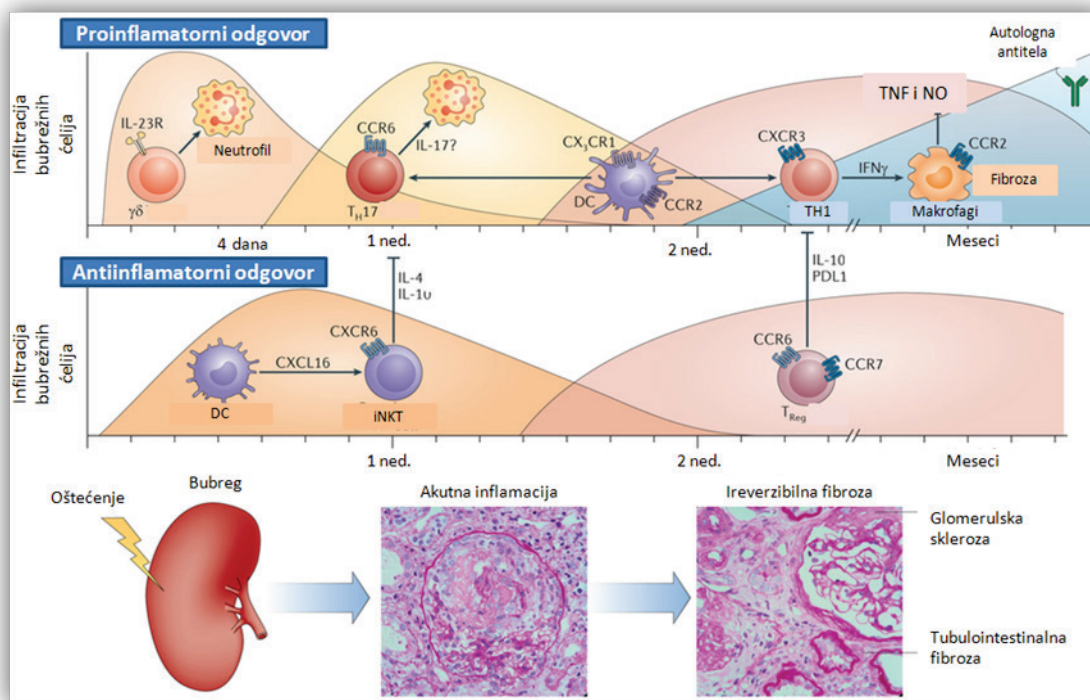 Proinflamatorni odgovor
Autologna
antitela
Infiltracija
bubrežnih
ćelija
IL-23R
Neutrofil
γδ
CCR6
IL-17?
TH17
CX3CR1
DC
CCR2
CXCR3
TH1
IFNγ
TNF i NO
CCR2
Makrofagi
Fibroza
4 dana
1 ned.
2 ned.
Meseci
Antiinflamatorni odgovor
Infiltracija
bubrežnih
ćelija
DC
CXCL16
CXCR6
iNKT
IL-4
IL-1υ
IL-10
PDL1
CCR6
CCR7
TReg
1 ned.
2 ned.
Meseci
Oštećenje
Bubreg
Akutna inflamacija
Ireverzibilna fibroza
Glomerulska
skleroza
Tubulointestinalna
fibroza